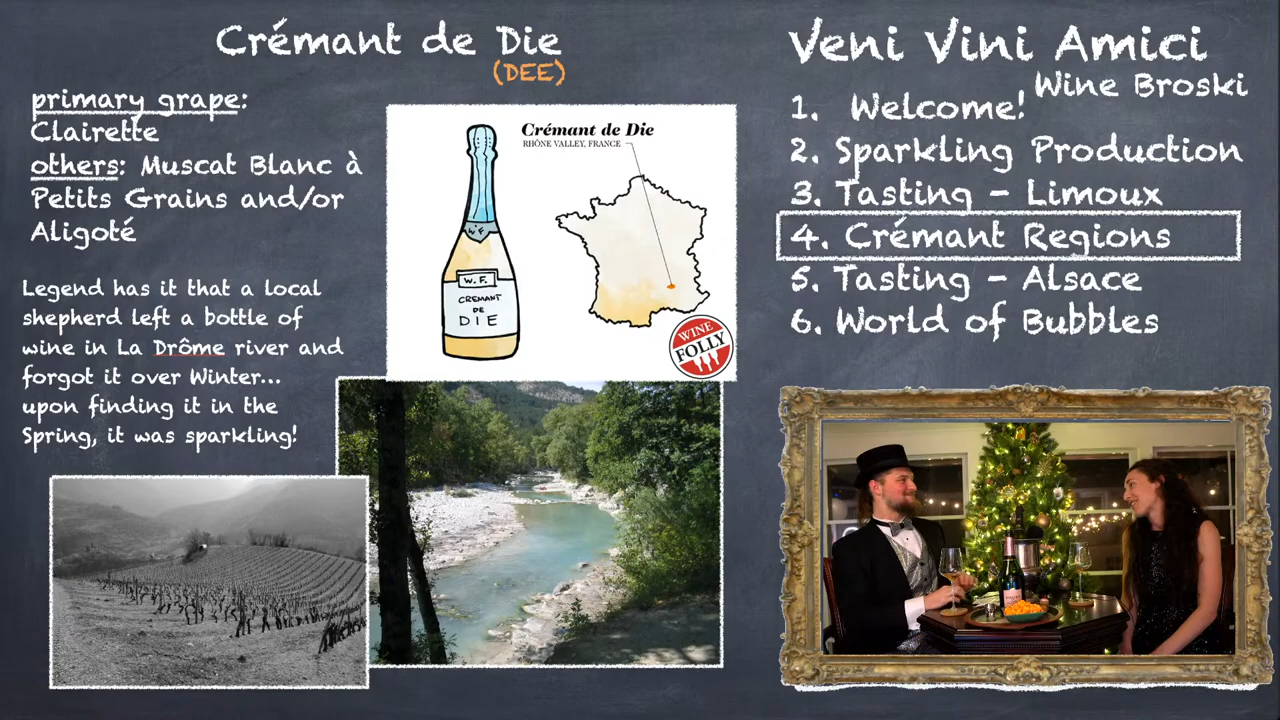 Crémant de Die
(DEE)
primary grape:
Clairette
others: Muscat Blanc à
Petits Grains and/or
Aligoté
Legend has it that a local
shepherd left a bottle of
wine in La Drôme river and
forgot it over Winter...
upon finding it in the
Spring, it was sparkling!
Crémant de Die
RHÔNE VALLEY, FRANCE
W.F.
W.F.
CREMANT
DE
DIE
WINE
FOLLY
Veni Vini Amici
Wine Broski
1. Welcome!
2. Sparkling Production
3. Tasting - Limoux
4. Crémant Regions
5. Tasting - Alsace
6. World of Bubbles